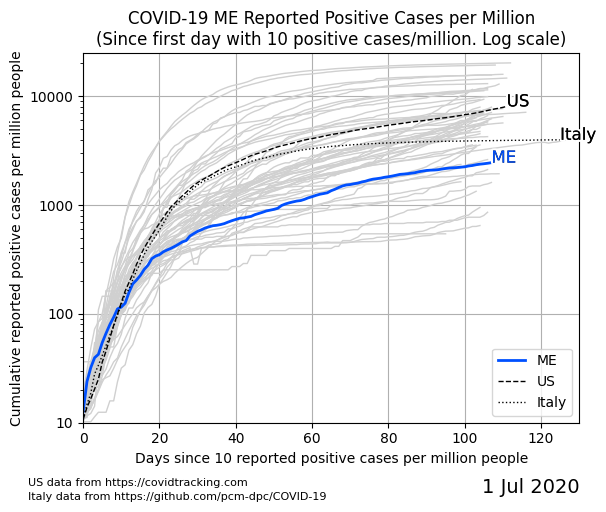 COVID-19 ME Reported Positive Cases per Million
(Since first day with 10 positive cases/million. Log scale)
Cumulative reported positive cases per million people
10000
1000
100
10
US
Italy
ME
ME
US
Italy
0
20
40
60
80
100
120
Days since 10 reported positive cases per million people
US data from https://covidtracking.com
Italy data from https://github.com/pcm-dpc/COVID-19
1 Jul 2020